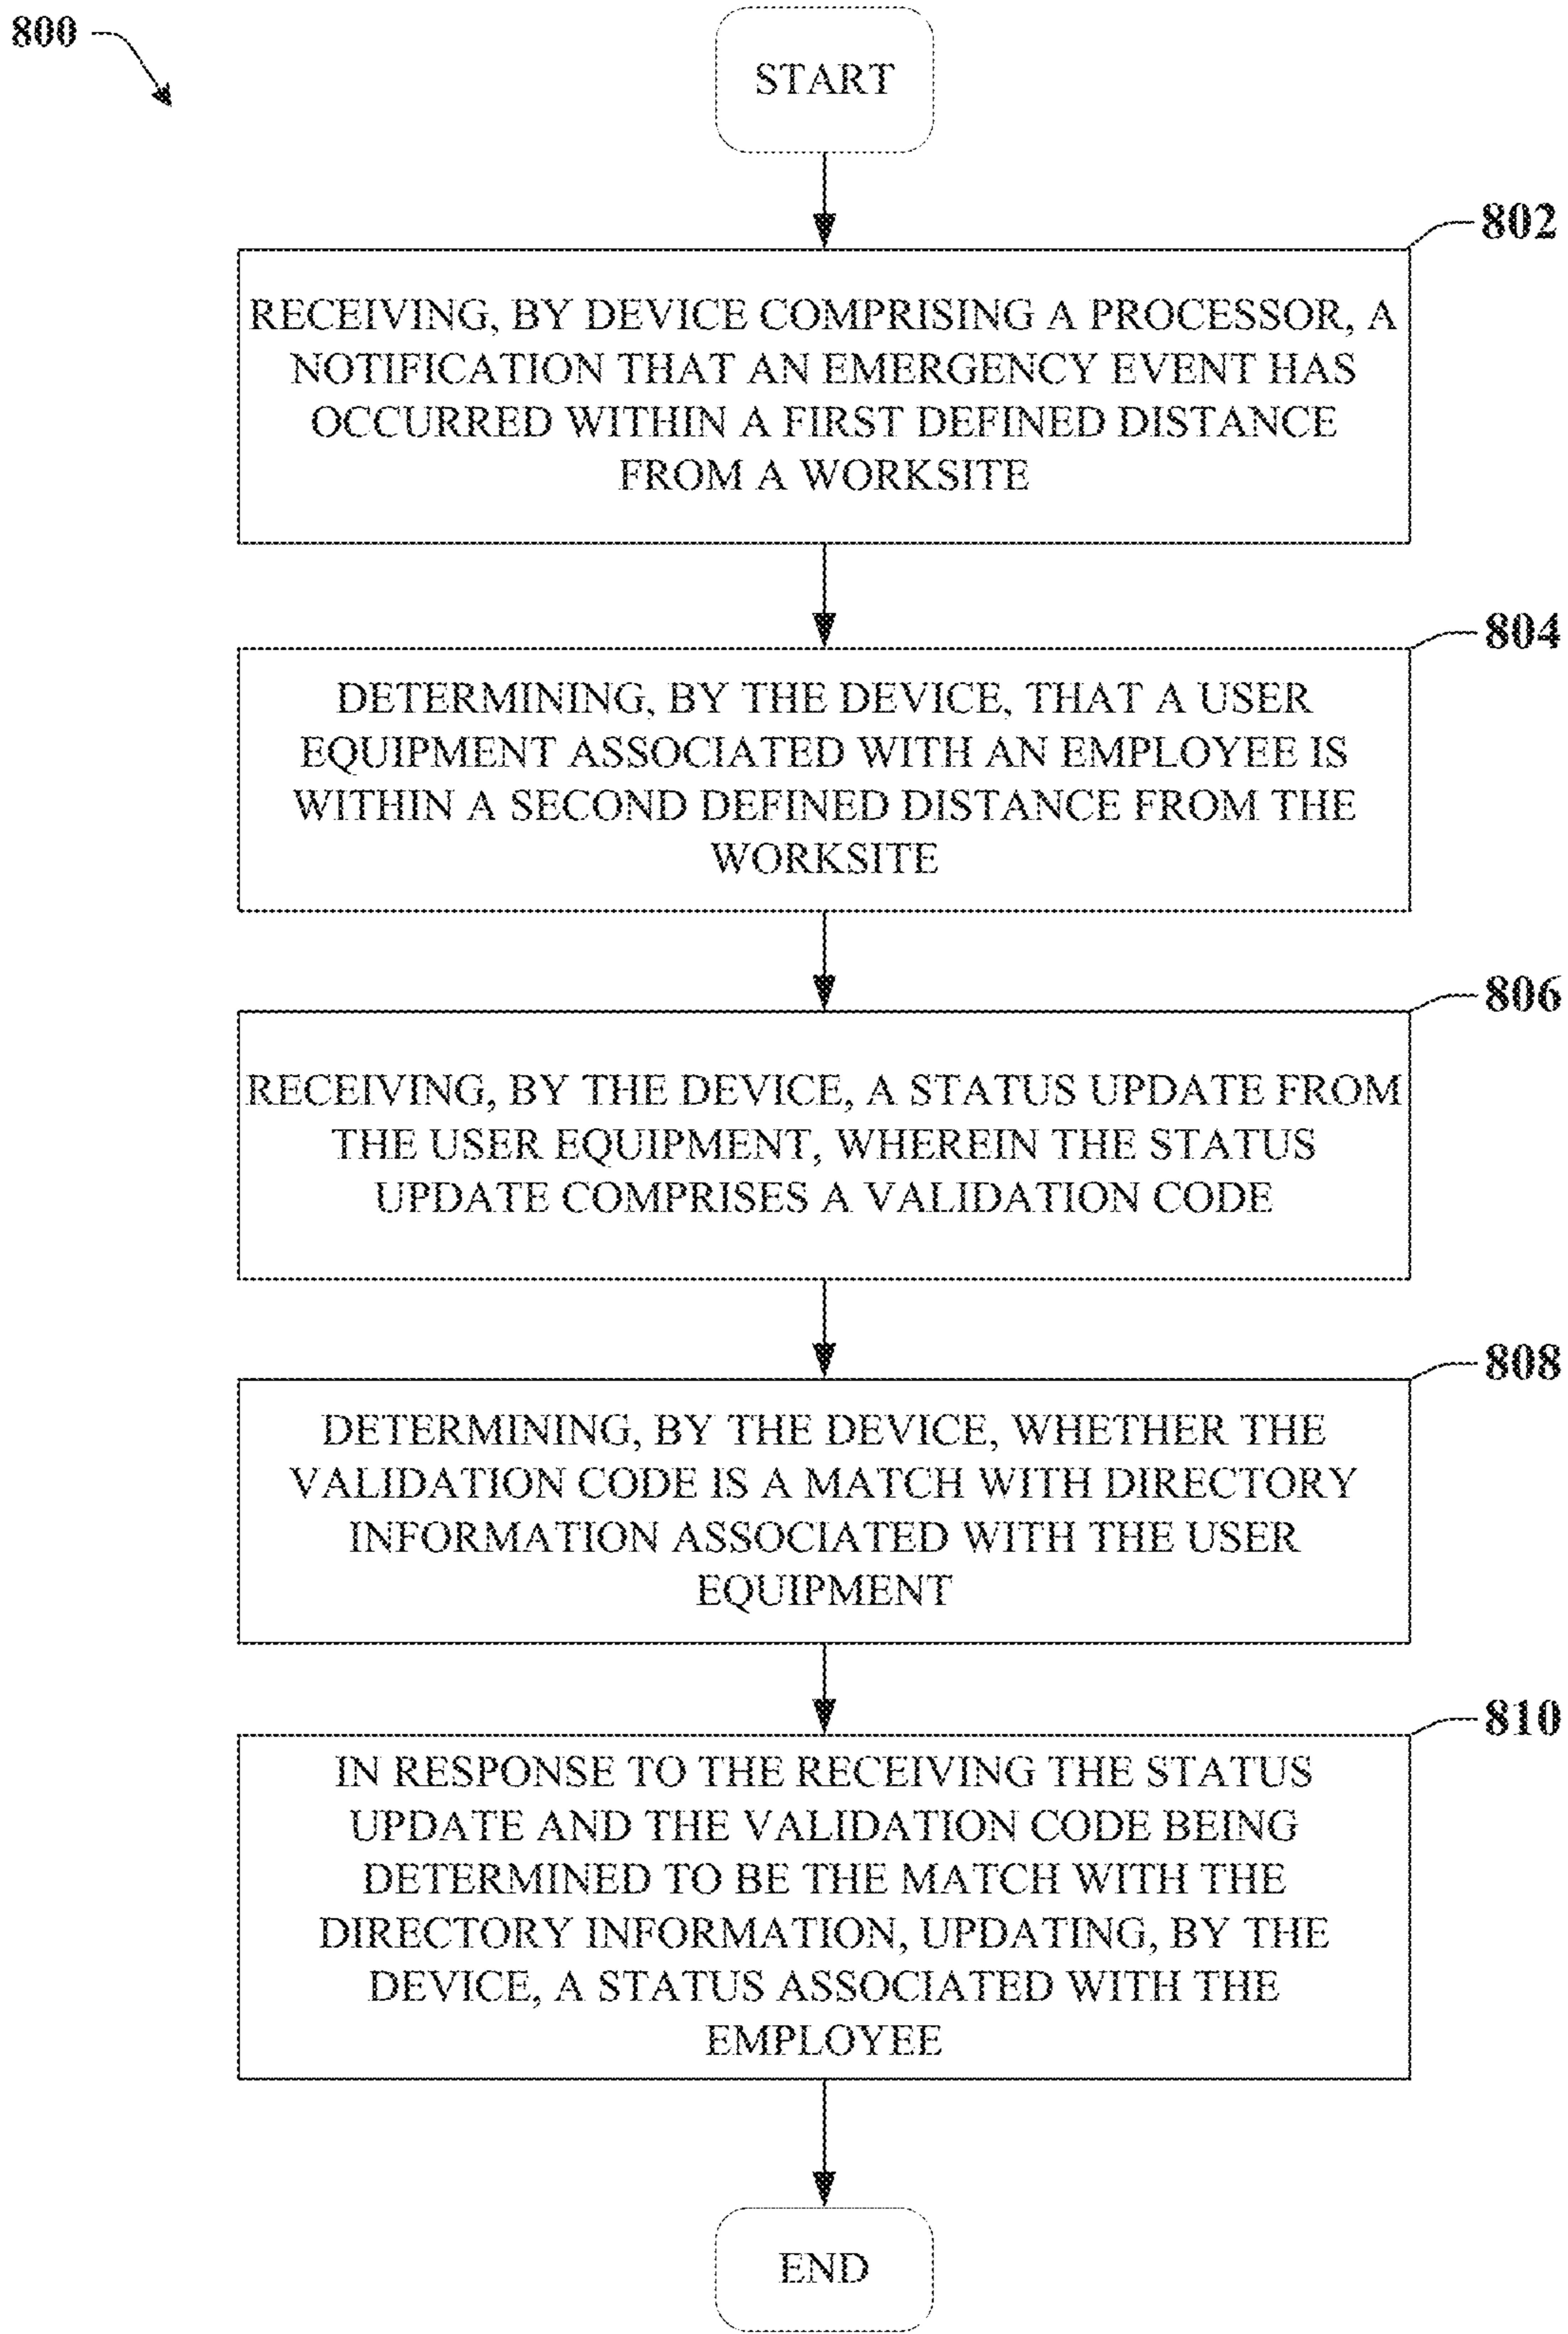 800
START
802
RECEIVING, BY DEVICE COMPRISING A PROCESSOR, A
NOTIFICATION THAT AN EMERGENCY EVENT HAS
OCCURRED WITHIN A FIRST DEFINED DISTANCE
FROM A WORKSITE
804
DETERMINING, BY THE DEVICE, THAT A USER
EQUIPMENT ASSOCIATED WITH AN EMPLOYEE IS
WITHIN A SECOND DEFINED DISTANCE FROM THE
WORKSITE
806
RECEIVING, BY THE DEVICE, A STATUS UPDATE FROM
THE USER EQUIPMENT, WHEREIN THE STATUS
UPDATE COMPRISES A VALIDATION CODE
808
DETERMINING, BY THE DEVICE, WHETHER THE
VALIDATION CODE IS A MATCH WITH DIRECTORY
INFORMATION ASSOCIATED WITH THE USER
EQUIPMENT
810
IN RESPONSE TO THE RECEIVING THE STATUS
UPDATE AND THE VALIDATION CODE BEING
DETERMINED TO BE THE MATCH WITH THE
DIRECTORY INFORMATION, UPDATING, BY THE
DEVICE, A STATUS ASSOCIATED WITH THE
EMPLOYEE
END